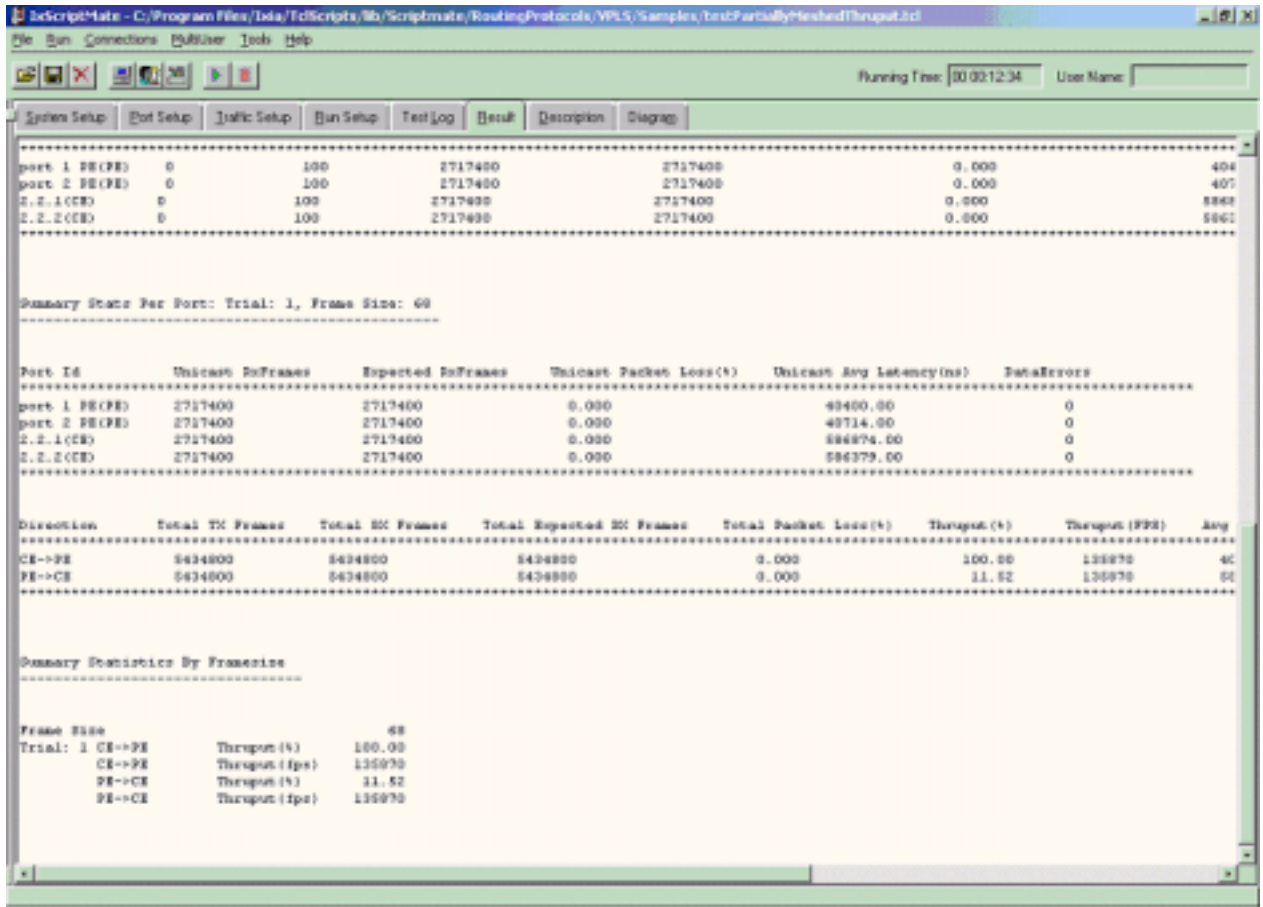 IxScriptMate - C:/Program Files/Ixia/TclScripts/lib/Scriptmate/RoutingProtocols/VPLS/Samples/testPartiallyMeshedThruput.tcl
File Run Connections MultiUser Tools Help
Running Time: 00:00:12:34 User Name:
System Setup Port Setup Traffic Setup Run Setup Test Log Result Description Diagram
port 1 PE(PE) 0 100 2717400 2717400 0.000 404
port 2 PE(PE) 0 100 2717400 2717400 0.000 407
2.2.1(CE) 0 100 2717400 2717400 0.000 5868
2.2.2(CE) 0 100 2717400 2717400 0.000 5863
Summary Stats Per Port: Trial: 1, Frame Size: 68
---------------------------------------------
Port Id Unicast RxFrames Expected RxFrames Unicast Packet Loss(%) Unicast Avg Latency(ns) DataErrors
port 1 PE(PE) 2717400 2717400 0.000 40400.00 0
port 2 PE(PE) 2717400 2717400 0.000 40714.00 0
2.2.1(CE) 2717400 2717400 0.000 586874.00 0
2.2.2(CE) 2717400 2717400 0.000 586379.00 0
Direction Total TX Frames Total RX Frames Total Expected RX Frames Total Packet Loss(%) Thruput(%) Thruput(FPS) Avg
CE->PE 5434800 5434800 5434800 0.000 100.00 135870 40
PE->CE 5434800 5434800 5434800 0.000 11.52 135870 58
Summary Statistics By Framesize
---------------------------------
Frame Size 68
Trial: 1 CE->PE Thruput(%) 100.00
CE->PE Thruput(fps) 135870
PE->CE Thruput(%) 11.52
PE->CE Thruput(fps) 135870